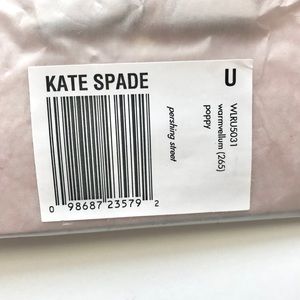 KATE SPADE
U
WLRU5031
warmvellum (265)
poppy
pershing street
0 98687 23579 2